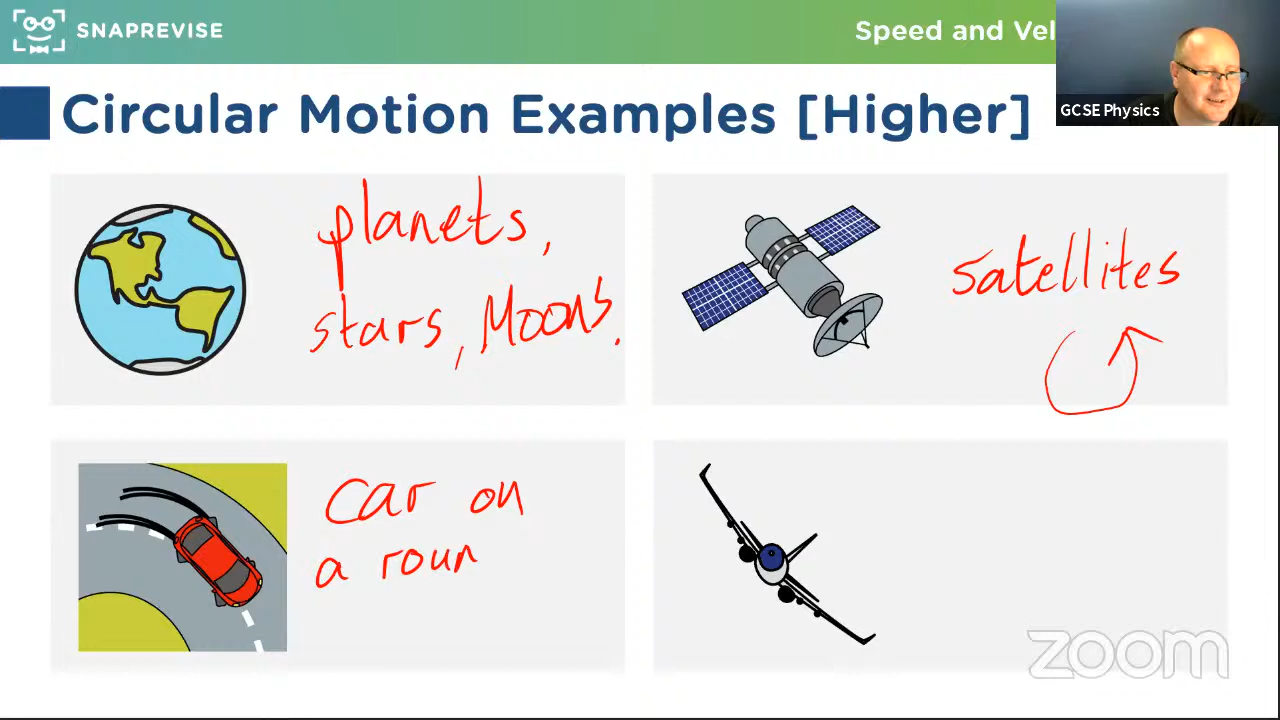 SNAPREVISE
Speed and Vel
GCSE Physics
Circular Motion Examples [Higher]
planets,
stars, Moons.
satellites
car on
a roun
zoom